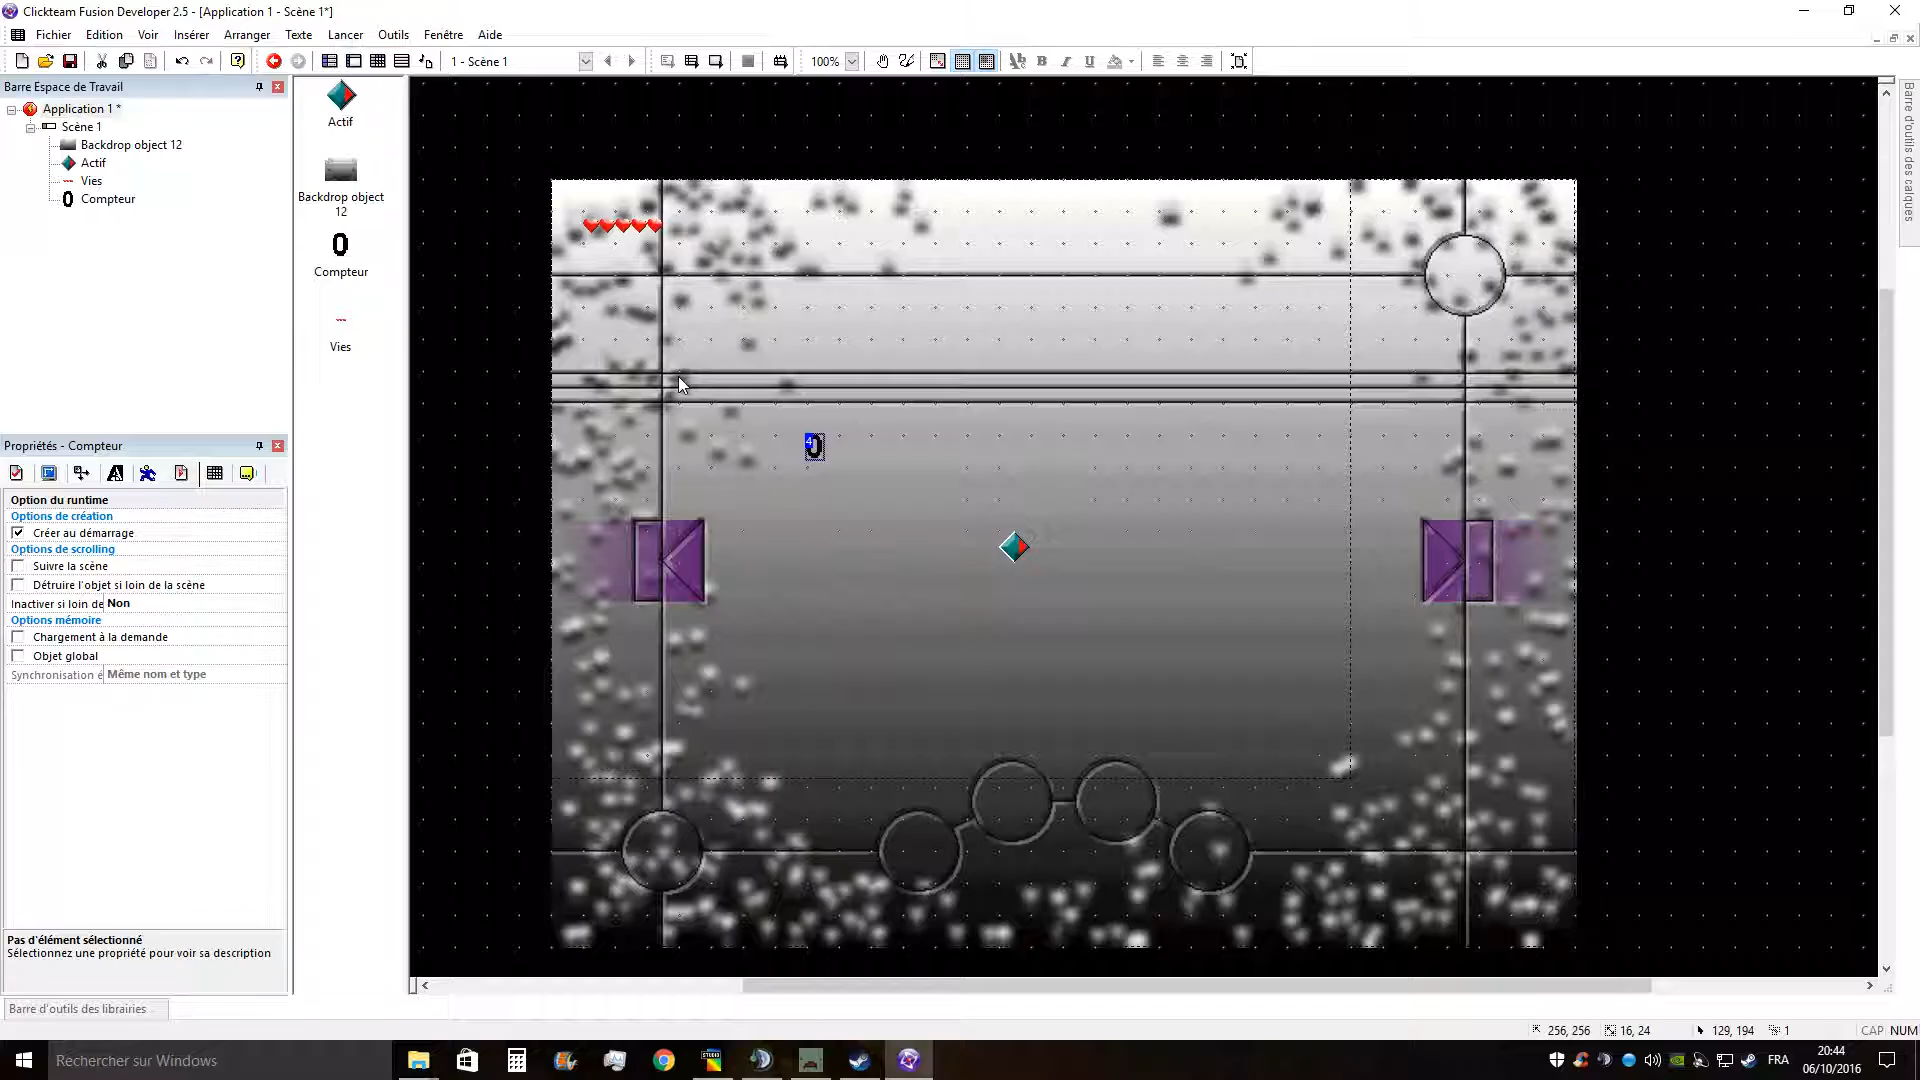 Clickteam Fusion Developer 2.5 - [Application 1 - Scène 1*]
Fichier Edition Voir Insérer Arranger Texte Lancer Outils Fenêtre Aide
1 - Scène 1
100%
Barre Espace de Travail
Application 1 *
Scène 1
Backdrop object 12
Actif
Vies
Compteur
Actif
Backdrop object
12
0
Compteur
Vies
4
0
Barre d'outils des calques
Propriétés - Compteur
Option du runtime
Options de création
Créer au démarrage
Options de scrolling
Suivre la scène
Détruire l'objet si loin de la scène
Inactiver si loin de Non
Options mémoire
Chargement à la demande
Objet global
Synchronisation é Même nom et type
Pas d'élément sélectionné
Sélectionnez une propriété pour voir sa description
Barre d'outils des librairies
256, 256 16, 24 129, 194 1 CAP NUM
Rechercher sur Windows
STUDIO
FRA
20:44
06/10/2016